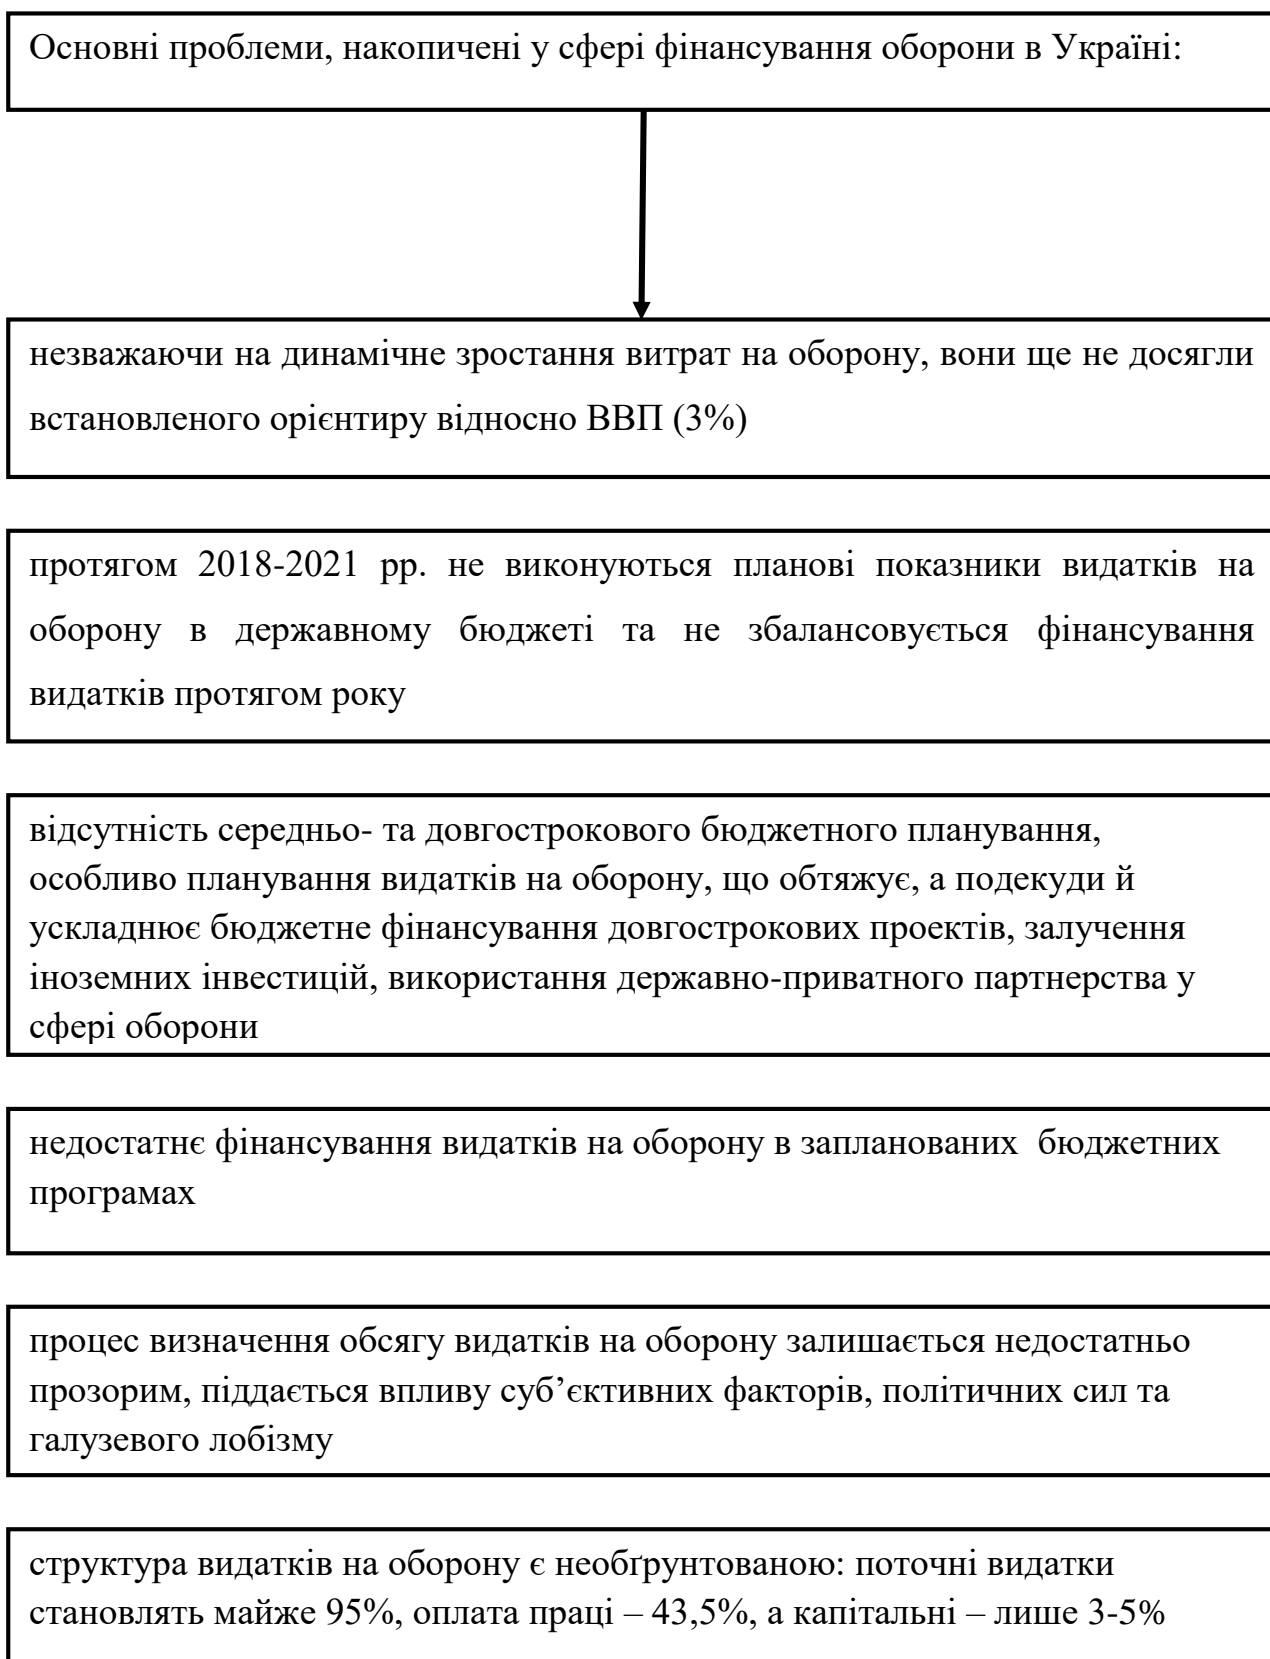 Основні проблеми, накопичені у сфері фінансування оборони в Україні:
незважаючи на динамічне зростання витрат на оборону, вони ще не досягли
встановленого орієнтиру відносно ВВП (3%)
протягом 2018-2021 рр. не виконуються планові показники видатків на
оборону в державному бюджеті та не збалансовується фінансування
видатків протягом року
відсутність середньо- та довгострокового бюджетного планування,
особливо планування видатків на оборону, що обтяжує, а подекуди й
ускладнює бюджетне фінансування довгострокових проектів, залучення
іноземних інвестицій, використання державно-приватного партнерства у
сфері оборони
недостатнє фінансування видатків на оборону в запланованих  бюджетних
програмах
процес визначення обсягу видатків на оборону залишається недостатньо
прозорим, піддається впливу суб’єктивних факторів, політичних сил та
галузевого лобізму
структура видатків на оборону є необґрунтованою: поточні видатки
становлять майже 95%, оплата праці – 43,5%, а капітальні – лише 3-5%